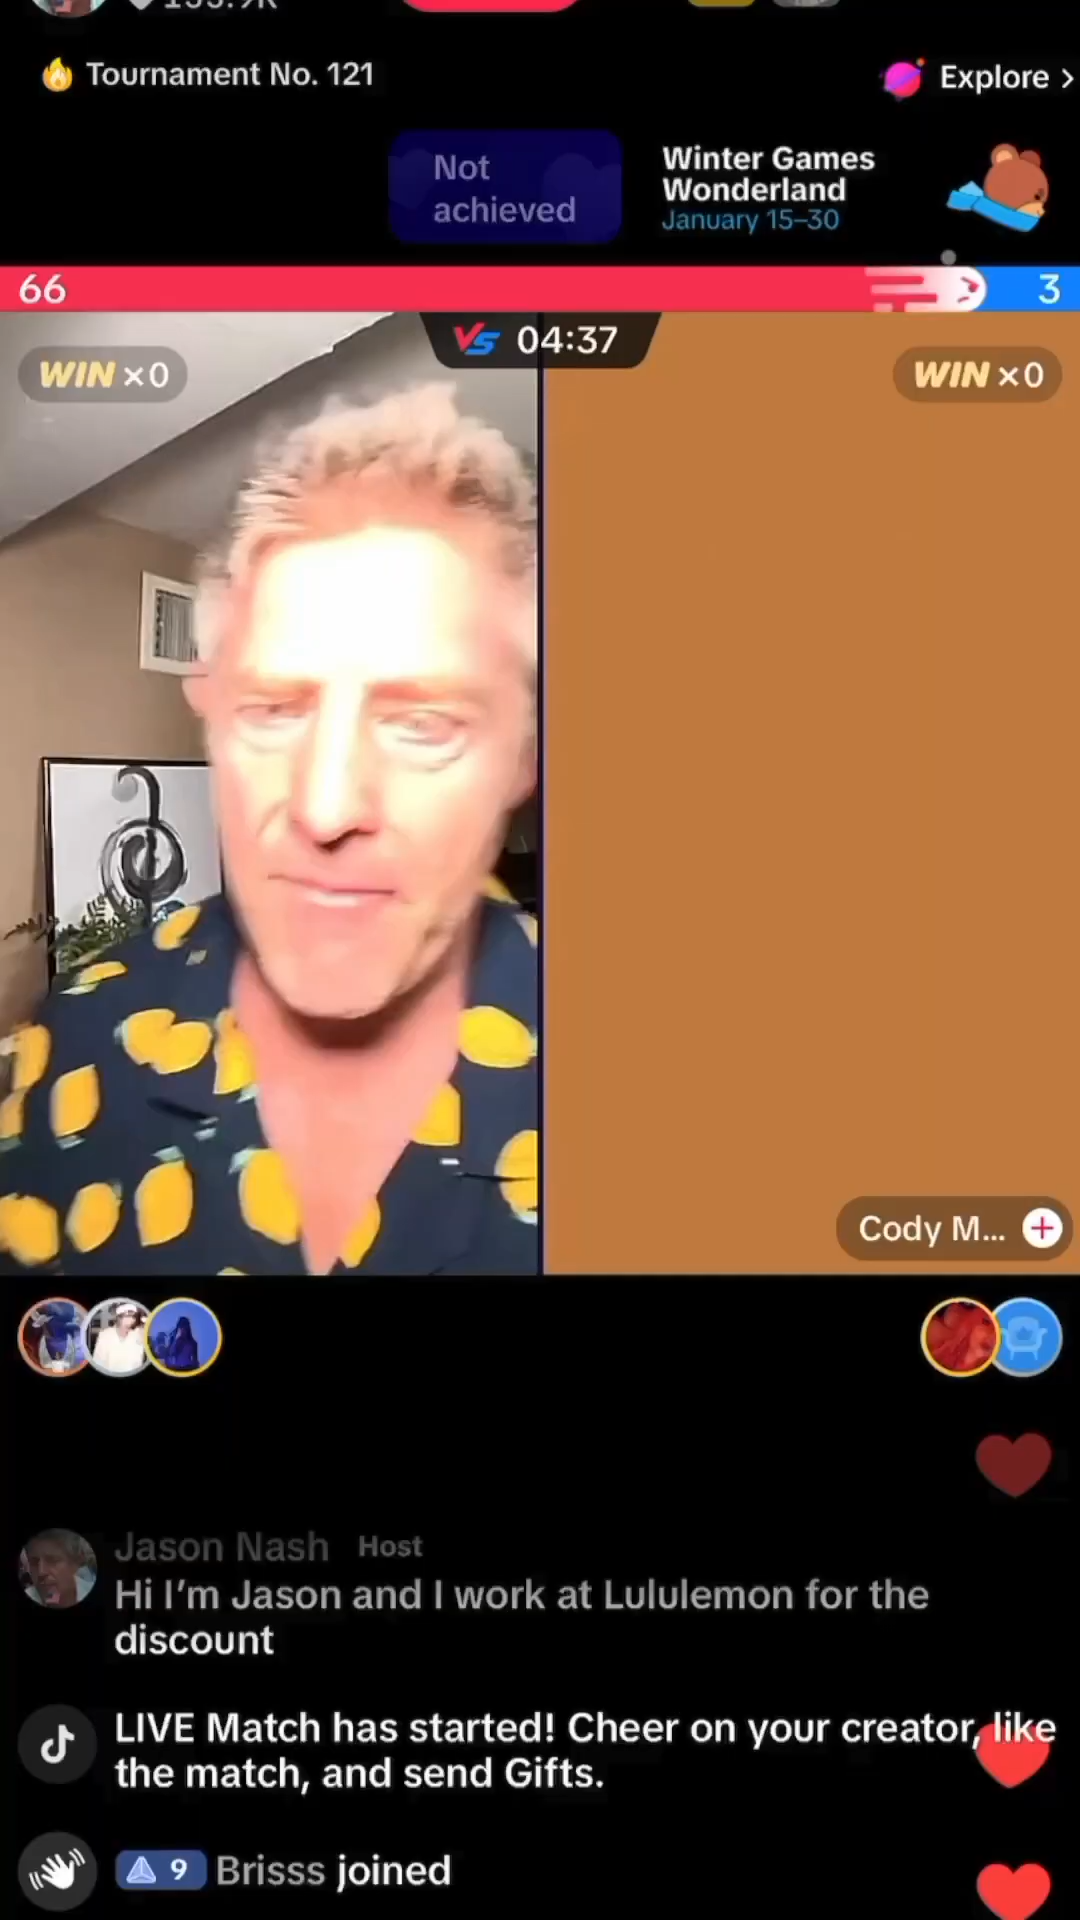 Tournament No. 121
Explore >
Not
achieved
Winter Games
Wonderland
January 15–30
66
3
VS 04:37
WIN ×0
WIN ×0
Cody M...
Jason Nash Host
Hi I'm Jason and I work at Lululemon for the
discount
LIVE Match has started! Cheer on your creator, like
the match, and send Gifts.
9 Brisss joined